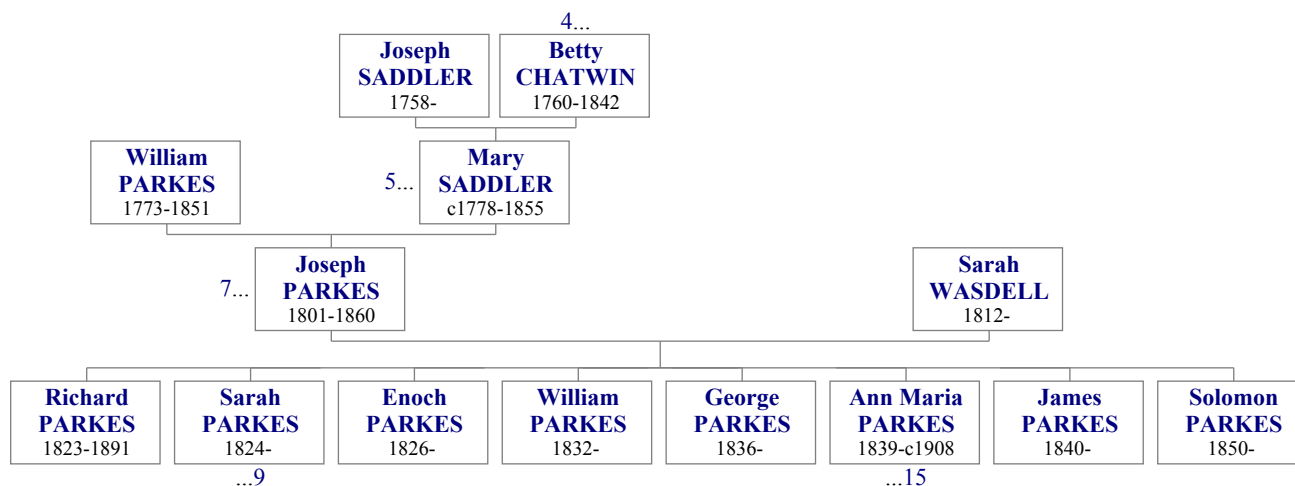 4...
Joseph
SADDLER
1758-
Betty
CHATWIN
1760-1842
William
PARKES
1773-1851
5...
Mary
SADDLER
c1778-1855
7...
Joseph
PARKES
1801-1860
Sarah
WASDELL
1812-
Richard
PARKES
1823-1891
Sarah
PARKES
1824-
Enoch
PARKES
1826-
William
PARKES
1832-
George
PARKES
1836-
Ann Maria
PARKES
1839-c1908
James
PARKES
1840-
Solomon
PARKES
1850-
...9
...15